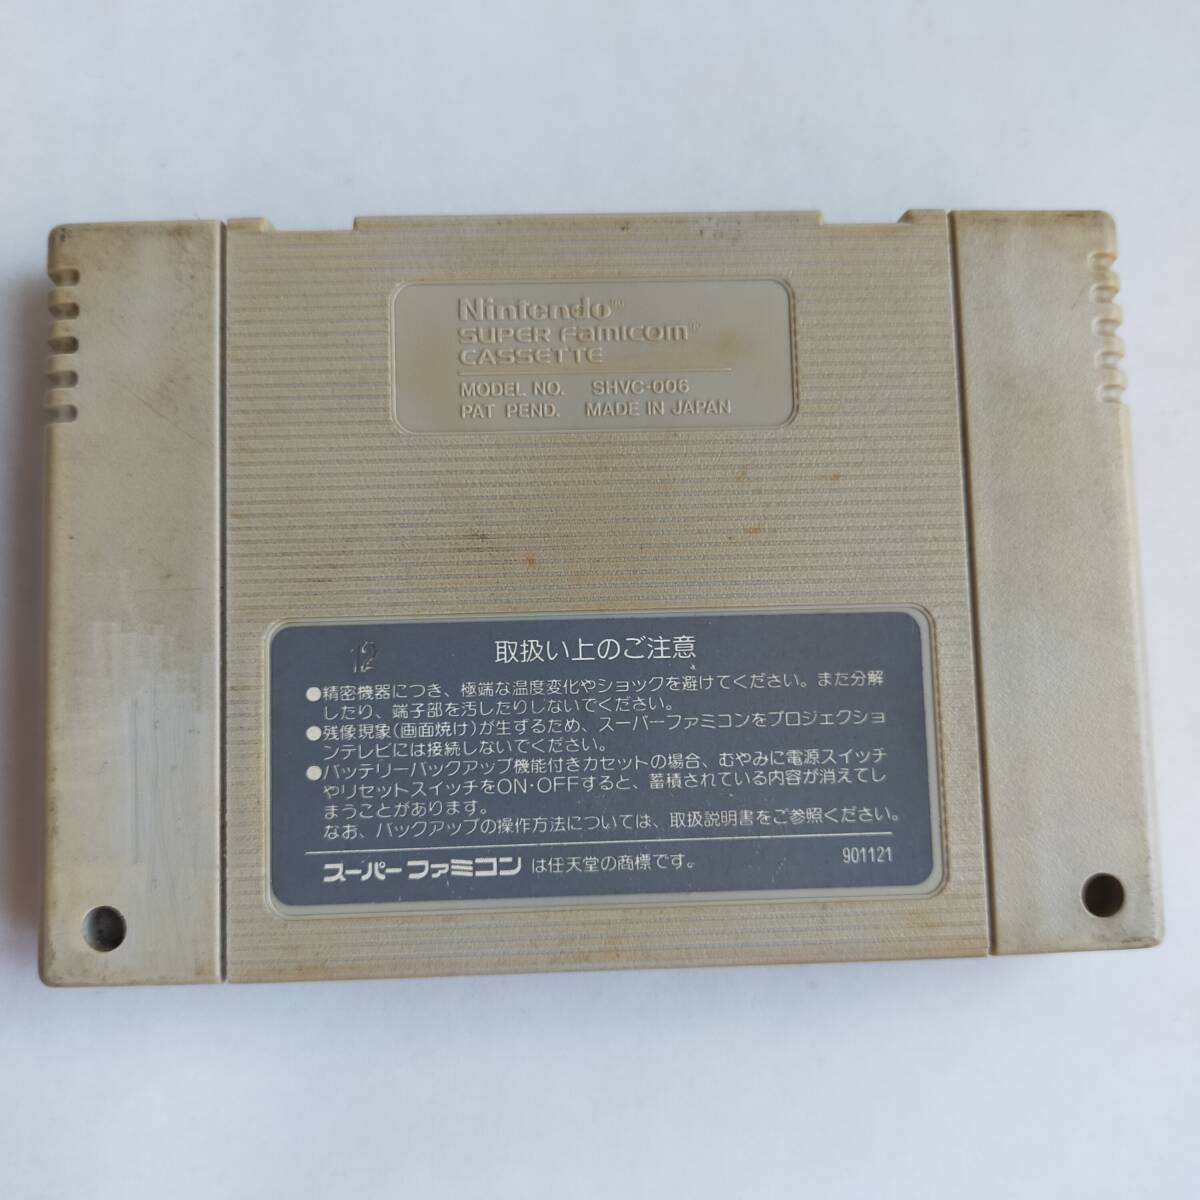 Nintendo®
SUPER FAMICOM®
CASSETTE
MODEL NO. SHVC-006
PAT PEND. MADE IN JAPAN
12
取扱い上のご注意
●精密機器につき、極端な温度変化やショックを避けてください。また分解
したり、端子部を汚したりしないでください。
●残像現象(画面焼け)が生ずるため、スーパーファミコンをプロジェクショ
ンテレビには接続しないでください。
●バッテリーバックアップ機能付きカセットの場合、むやみに電源スイッチ
やリセットスイッチをON・OFFすると、蓄積されている内容が消えてし
まうことがあります。
なお、バックアップの操作方法については、取扱説明書をご参照ください。
スーパーファミコン は任天堂の商標です。 901121